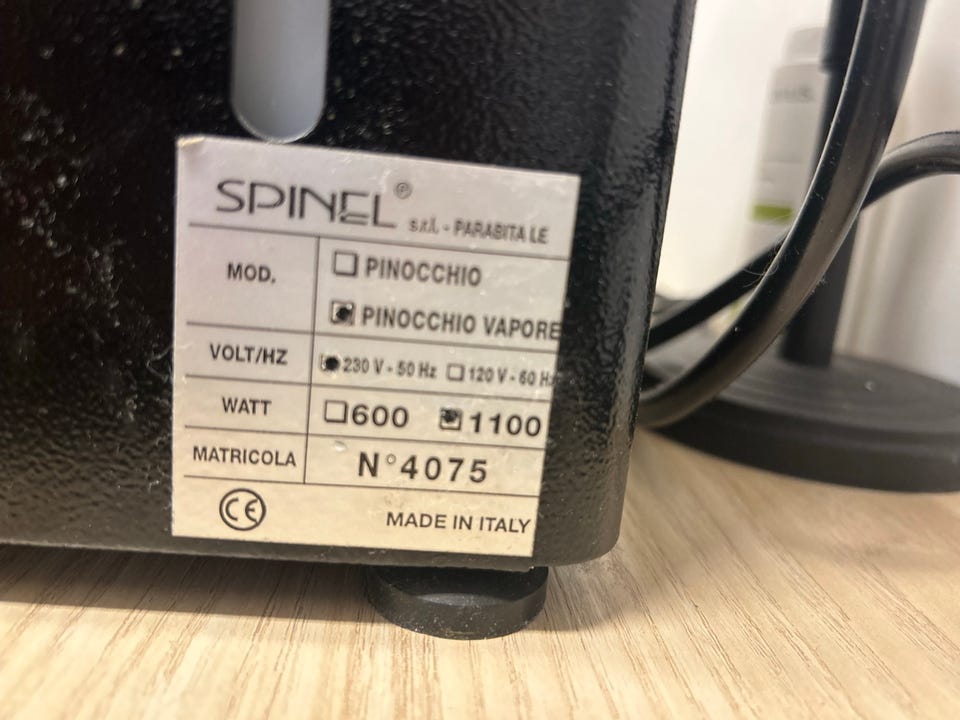 SPINEL® s.r.l. - PARABITA LE
MOD. ☐ PINOCCHIO
☒ PINOCCHIO VAPORE
VOLT/HZ ☒ 230 V - 50 Hz ☐ 120 V - 60 Hz
WATT ☐ 600 ☒ 1100
MATRICOLA N°4075
CE MADE IN ITALY